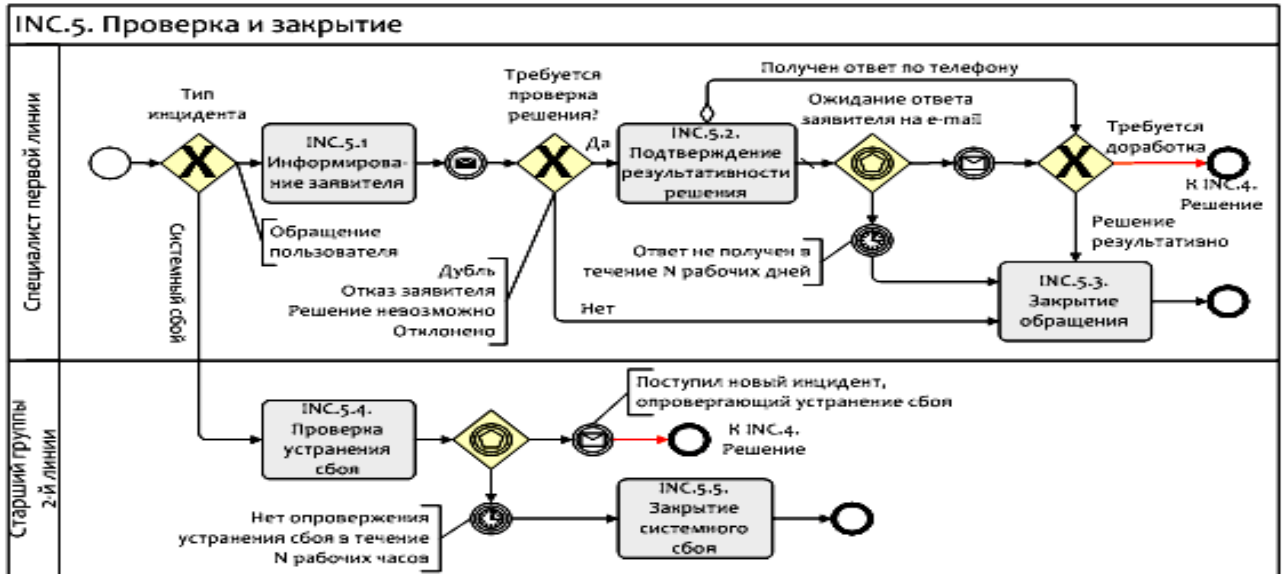 INC.5. Проверка и закрытие
Специалист первой линии
Тип
инцидента
INC.5.1
Информирова-
ние заявителя
Обращение
пользователя
Системный сбой
Требуется
проверка
решения?
Да
Дубль
Отказ заявителя
Решение невозможно
Отклонено
Нет
INC.5.2.
Подтверждение
результативности
решения
Получен ответ по телефону
Ожидание ответа
заявителя на e-mail
Ответ не получен в
течение N рабочих дней
Требуется
доработка
К INC.4.
Решение
Решение
результативно
INC.5.3.
Закрытие
обращения
Старший группы
2-й линии
INC.5.4.
Проверка
устранения
сбоя
Поступил новый инцидент,
опровергающий устранение сбоя
К INC.4.
Решение
Нет опровержения
устранения сбоя в течение
N рабочих часов
INC.5.5.
Закрытие
системного
сбоя